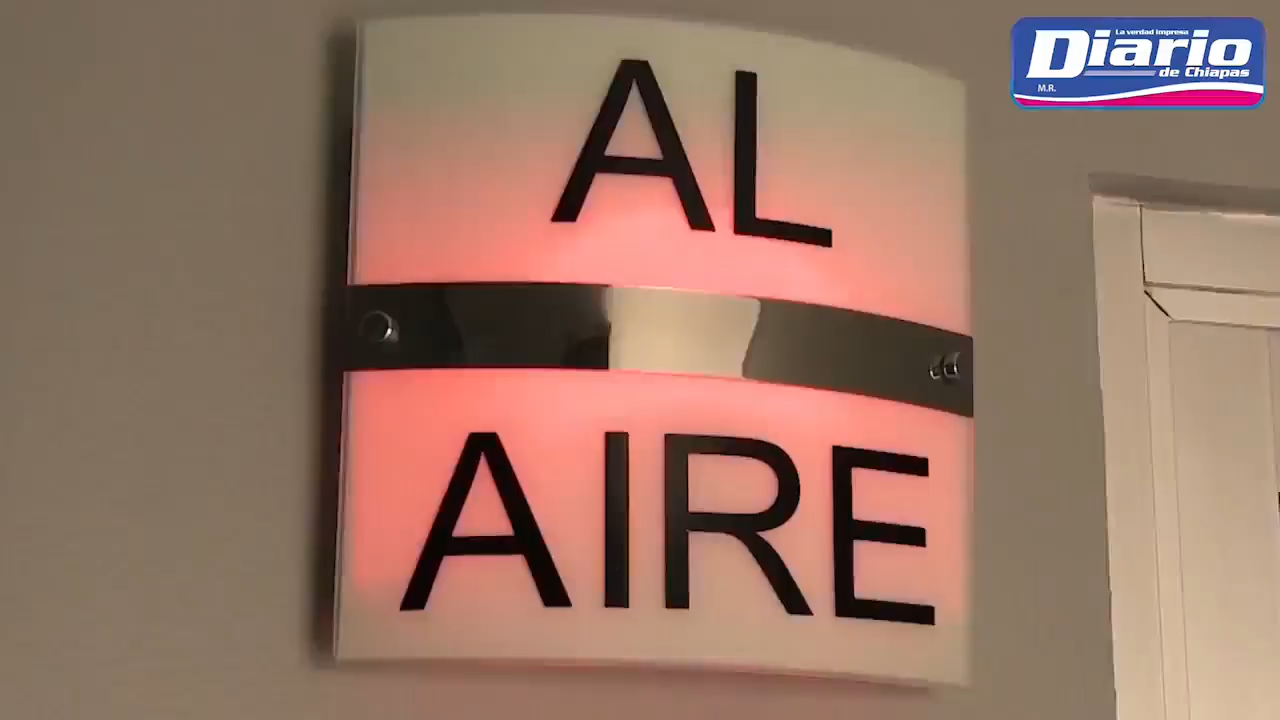 AL
AIRE
La verdad impresa
Diario
de Chiapas
M.R.